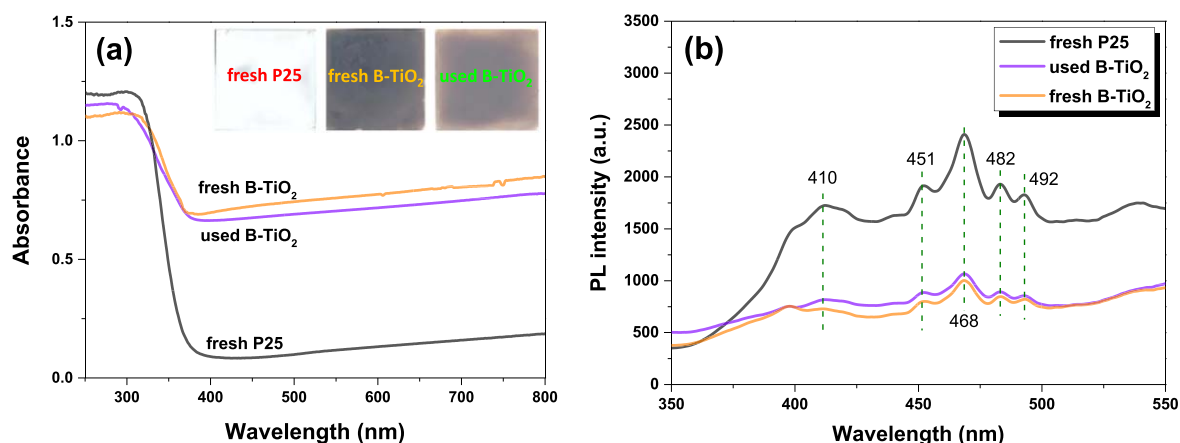 (a)
fresh P25
fresh B-TiO₂
used B-TiO₂
1.5
1.0
0.5
0.0
Absorbance
fresh B-TiO₂
used B-TiO₂
fresh P25
300
400
500
600
700
800
Wavelength (nm)
(b)
fresh P25
used B-TiO₂
fresh B-TiO₂
3500
3000
2500
2000
1500
1000
500
0
PL intensity (a.u.)
410
451
468
482
492
350
400
450
500
550
Wavelength (nm)